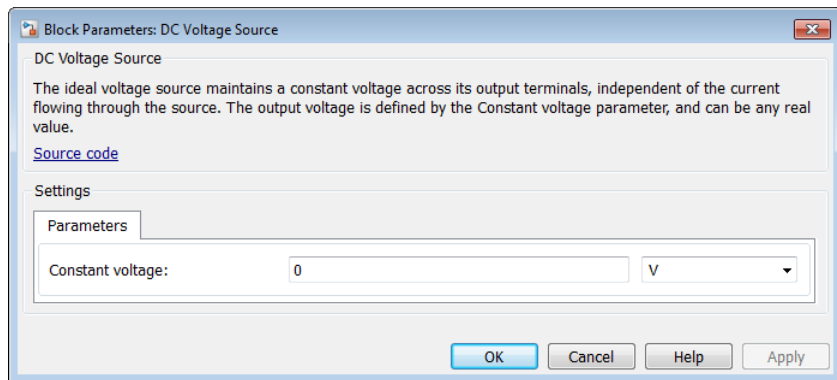 Block Parameters: DC Voltage Source
DC Voltage Source
The ideal voltage source maintains a constant voltage across its output terminals, independent of the current
flowing through the source. The output voltage is defined by the Constant voltage parameter, and can be any real
value.
Source code
Settings
Parameters
Constant voltage: 0 V
OK Cancel Help Apply